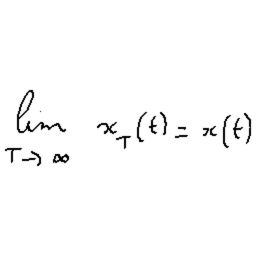 lim x_T(t) = x(t)
T→∞